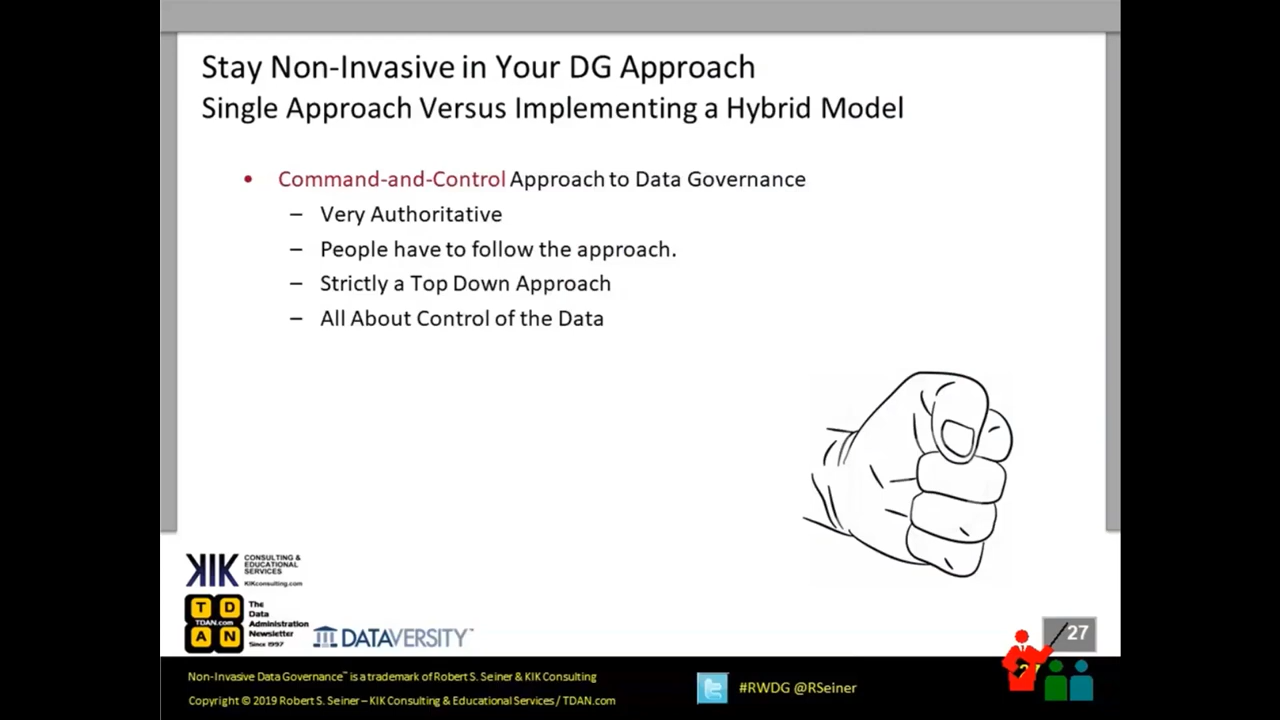 Stay Non-Invasive in Your DG Approach
Single Approach Versus Implementing a Hybrid Model
• Command-and-Control Approach to Data Governance
– Very Authoritative
– People have to follow the approach.
– Strictly a Top Down Approach
– All About Control of the Data
KIK CONSULTING &
EDUCATIONAL
SERVICES
KIKconsulting.com
T D
TDAN.com
A N
The
Data
Administration
Newsletter
Since 1997
DATAVERSITY™
27
Non-Invasive Data Governance™ is a trademark of Robert S. Seiner & KIK Consulting
Copyright © 2019 Robert S. Seiner – KIK Consulting & Educational Services / TDAN.com
#RWDG @RSeiner